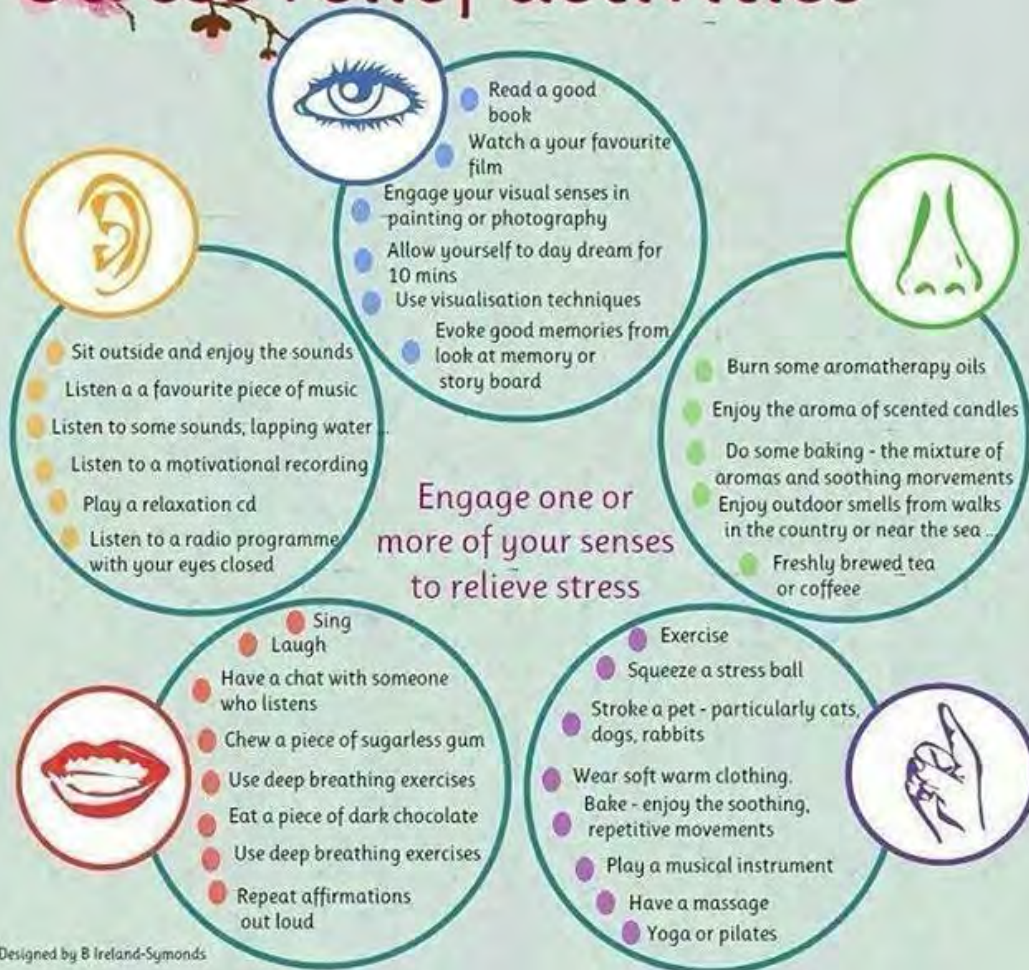 Read a good
book
Watch a your favourite
film
Engage your visual senses in
painting or photography
Allow yourself to day dream for
10 mins
Use visualisation techniques
Evoke good memories from
look at memory or
story board
Sit outside and enjoy the sounds
Listen a a favourite piece of music
Listen to some sounds, lapping water ..
Listen to a motivational recording
Play a relaxation cd
Listen to a radio programme
with your eyes closed
Burn some aromatherapy oils
Enjoy the aroma of scented candles
Do some baking - the mixture of
aromas and soothing morvements
Enjoy outdoor smells from walks
in the country or near the sea ...
Freshly brewed tea
or coffeee
Engage one or
more of your senses
to relieve stress
Sing
Laugh
Have a chat with someone
who listens
Chew a piece of sugarless gum
Use deep breathing exercises
Eat a piece of dark chocolate
Use deep breathing exercises
Repeat affirmations
out loud
Exercise
Squeeze a stress ball
Stroke a pet - particularly cats,
dogs, rabbits
Wear soft warm clothing.
Bake - enjoy the soothing,
repetitive movements
Play a musical instrument
Have a massage
Yoga or pilates
Designed by B Ireland-Symonds